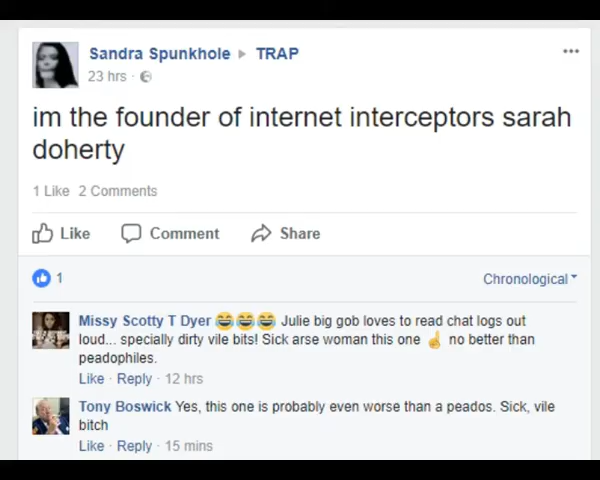 Sandra Spunkhole ▸ TRAP
23 hrs ·
im the founder of internet interceptors sarah
doherty
1 Like 2 Comments
Like Comment Share
1 Chronological
Missy Scotty T Dyer 😂😂😂 Julie big gob loves to read chat logs out
loud... specially dirty vile bits! Sick arse woman this one ☝ no better than
peadophiles.
Like · Reply · 12 hrs
Tony Boswick Yes, this one is probably even worse than a peados. Sick, vile
bitch
Like · Reply · 15 mins